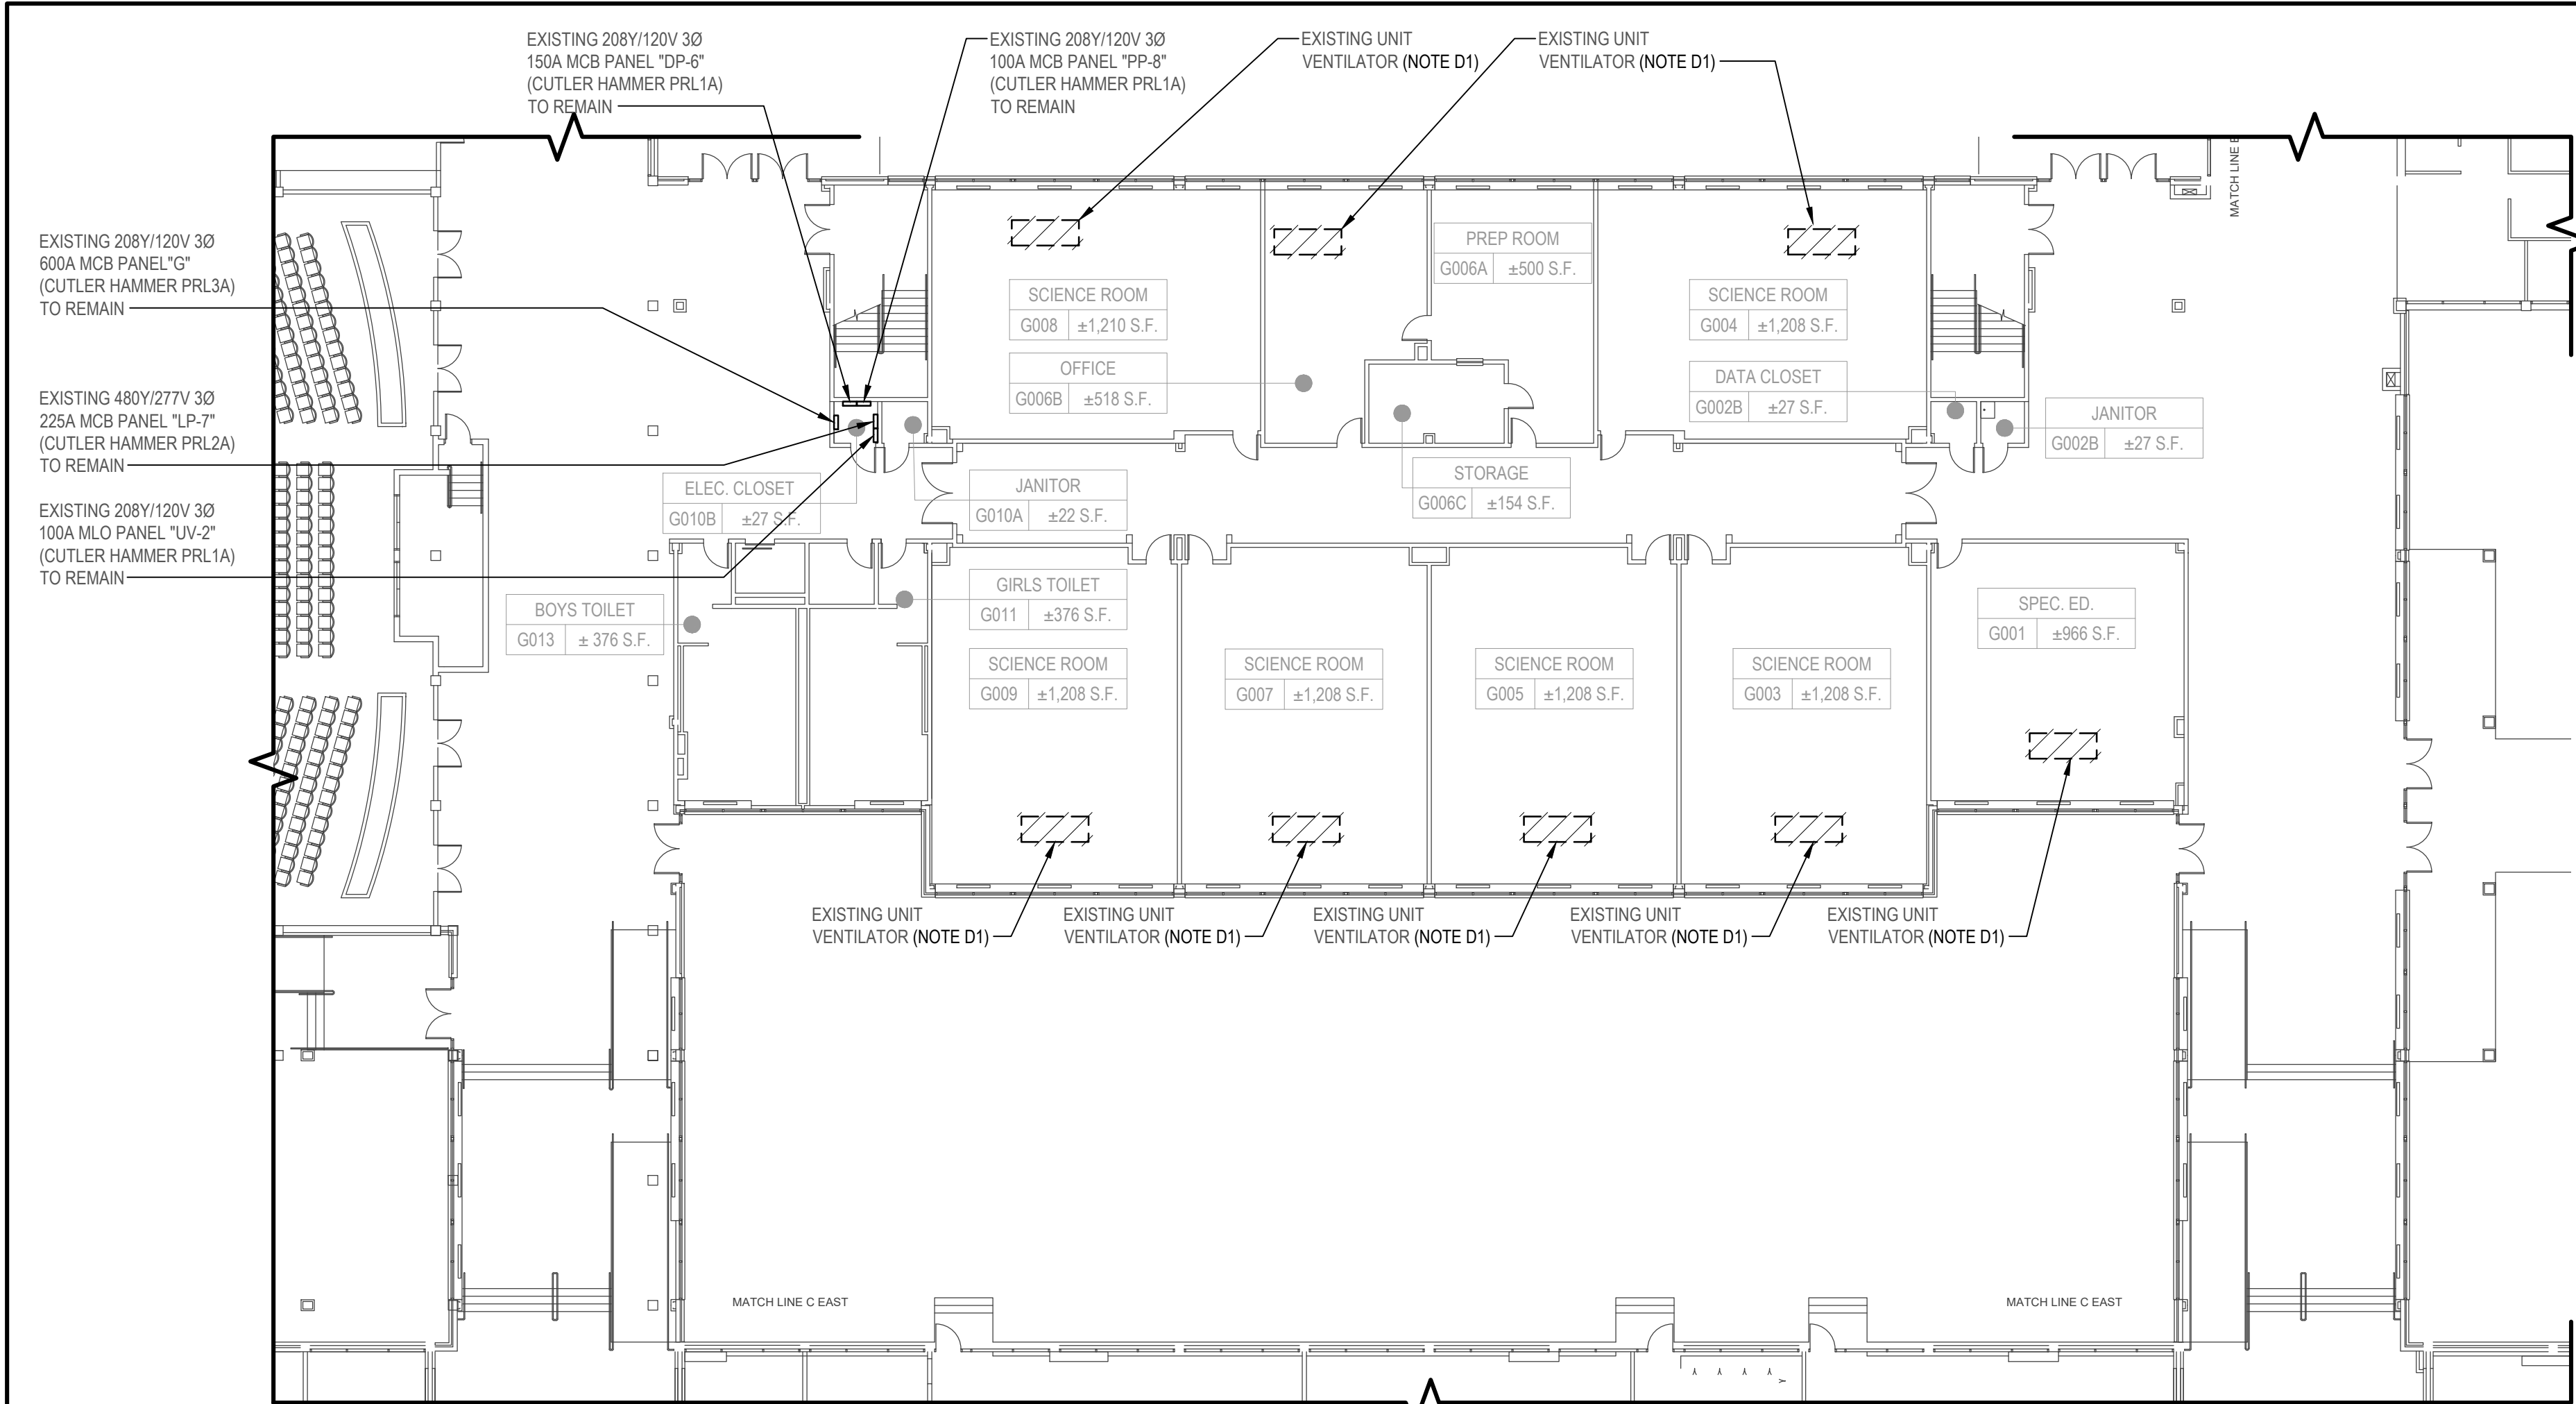 EXISTING 208Y/120V 3Ø
150A MCB PANEL "DP-6"
(CUTLER HAMMER PRL1A)
TO REMAIN
EXISTING 208Y/120V 3Ø
100A MCB PANEL "PP-8"
(CUTLER HAMMER PRL1A)
TO REMAIN
EXISTING UNIT
VENTILATOR (NOTE D1)
EXISTING UNIT
VENTILATOR (NOTE D1)
MATCH LINE
EXISTING 208Y/120V 3Ø
600A MCB PANEL"G"
(CUTLER HAMMER PRL3A)
TO REMAIN
EXISTING 480Y/277V 3Ø
225A MCB PANEL "LP-7"
(CUTLER HAMMER PRL2A)
TO REMAIN
EXISTING 208Y/120V 3Ø
100A MLO PANEL "UV-2"
(CUTLER HAMMER PRL1A)
TO REMAIN
PREP ROOM
G006A ±500 S.F.
SCIENCE ROOM
G008 ±1,210 S.F.
SCIENCE ROOM
G004 ±1,208 S.F.
OFFICE
G006B ±518 S.F.
DATA CLOSET
G002B ±27 S.F.
JANITOR
G002B ±27 S.F.
STORAGE
G006C ±154 S.F.
ELEC. CLOSET
G010B ±27 S.F.
JANITOR
G010A ±22 S.F.
GIRLS TOILET
G011 ±376 S.F.
BOYS TOILET
G013 ± 376 S.F.
SPEC. ED.
G001 ±966 S.F.
SCIENCE ROOM
G009 ±1,208 S.F.
SCIENCE ROOM
G007 ±1,208 S.F.
SCIENCE ROOM
G005 ±1,208 S.F.
SCIENCE ROOM
G003 ±1,208 S.F.
EXISTING UNIT
VENTILATOR (NOTE D1)
EXISTING UNIT
VENTILATOR (NOTE D1)
EXISTING UNIT
VENTILATOR (NOTE D1)
EXISTING UNIT
VENTILATOR (NOTE D1)
EXISTING UNIT
VENTILATOR (NOTE D1)
MATCH LINE C EAST
MATCH LINE C EAST